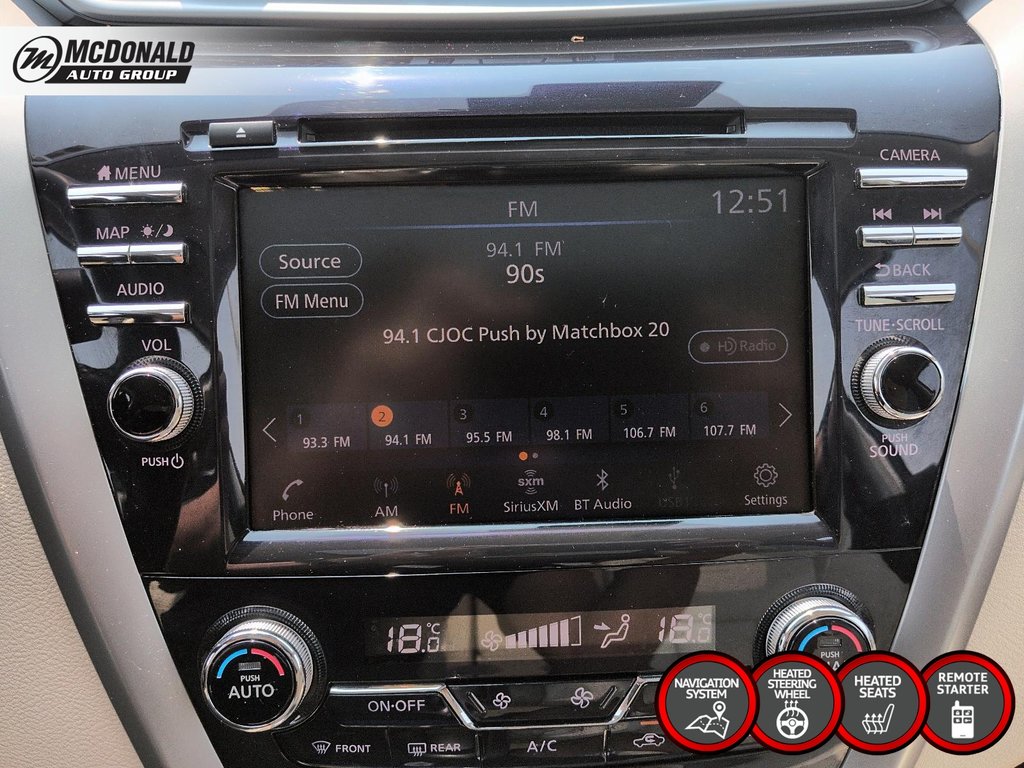 McDONALD
AUTO GROUP
MENU
MAP
AUDIO
VOL
PUSH
CAMERA
BACK
TUNE·SCROLL
PUSH
SOUND
FM
12:51
Source
FM Menu
94.1 FM
90s
94.1 CJOC Push by Matchbox 20
HD Radio
1
93.3 FM
2
94.1 FM
3
95.5 FM
4
98.1 FM
5
106.7 FM
6
107.7 FM
Phone
AM
FM
sxm
SiriusXM
BT Audio
Settings
18.0 °C
18.0 °C
PUSH
AUTO
PUSH
ON·OFF
FRONT
REAR
A/C
NAVIGATION
SYSTEM
HEATED
STEERING
WHEEL
HEATED
SEATS
REMOTE
STARTER